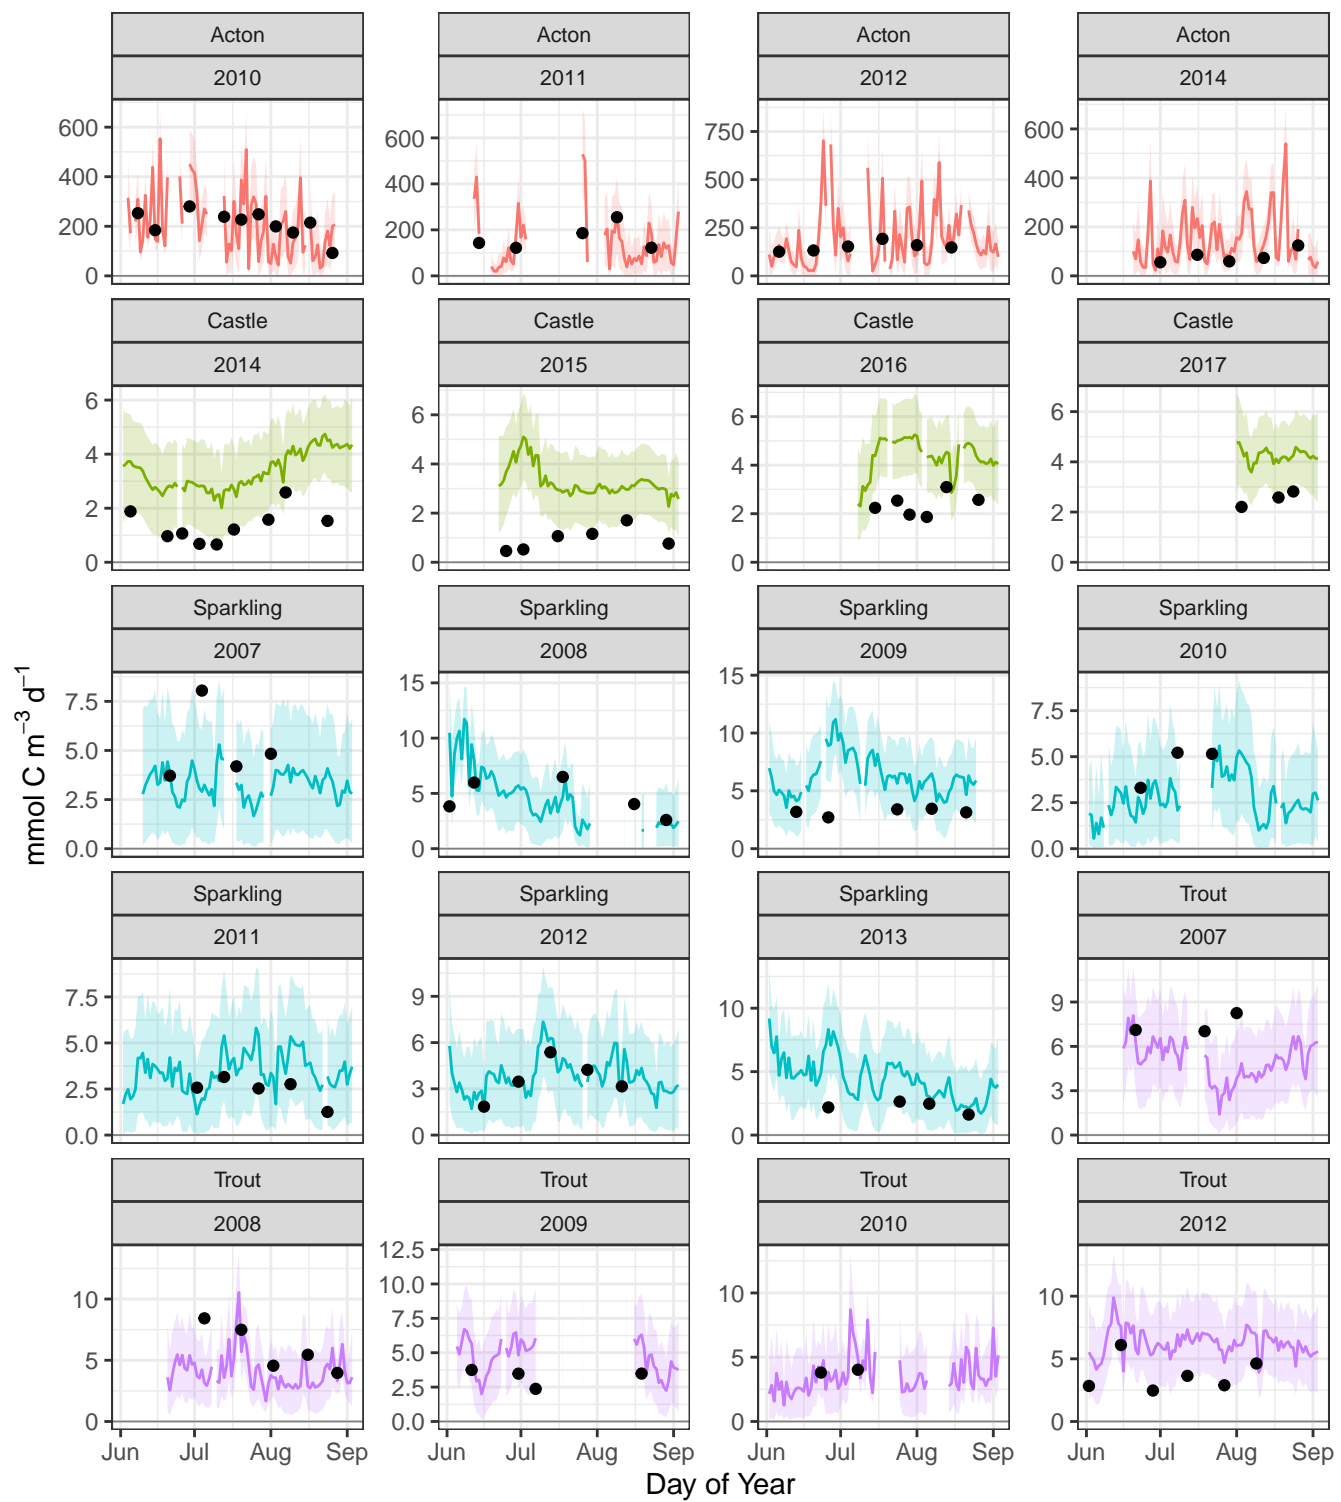 Acton Acton Acton Acton
2010 2011 2012 2014
600 400 200 0
600 400 200 0
750 500 250 0
600 400 200 0
Castle Castle Castle Castle
2014 2015 2016 2017
6 4 2 0
6 4 2 0
6 4 2 0
6 4 2 0
Sparkling Sparkling Sparkling Sparkling
2007 2008 2009 2010
7.5 5.0 2.5 0.0
15 10 5 0
15 10 5 0
7.5 5.0 2.5 0.0
mmol C m⁻³ d⁻¹
Sparkling Sparkling Sparkling Trout
2011 2012 2013 2007
7.5 5.0 2.5 0.0
9 6 3 0
10 5 0
9 6 3 0
Trout Trout Trout Trout
2008 2009 2010 2012
10 5 0
12.5 10.0 7.5 5.0 2.5 0.0
10 5 0
10 5 0
Jun Jul Aug Sep Jun Jul Aug Sep Jun Jul Aug Sep Jun Jul Aug Sep
Day of Year